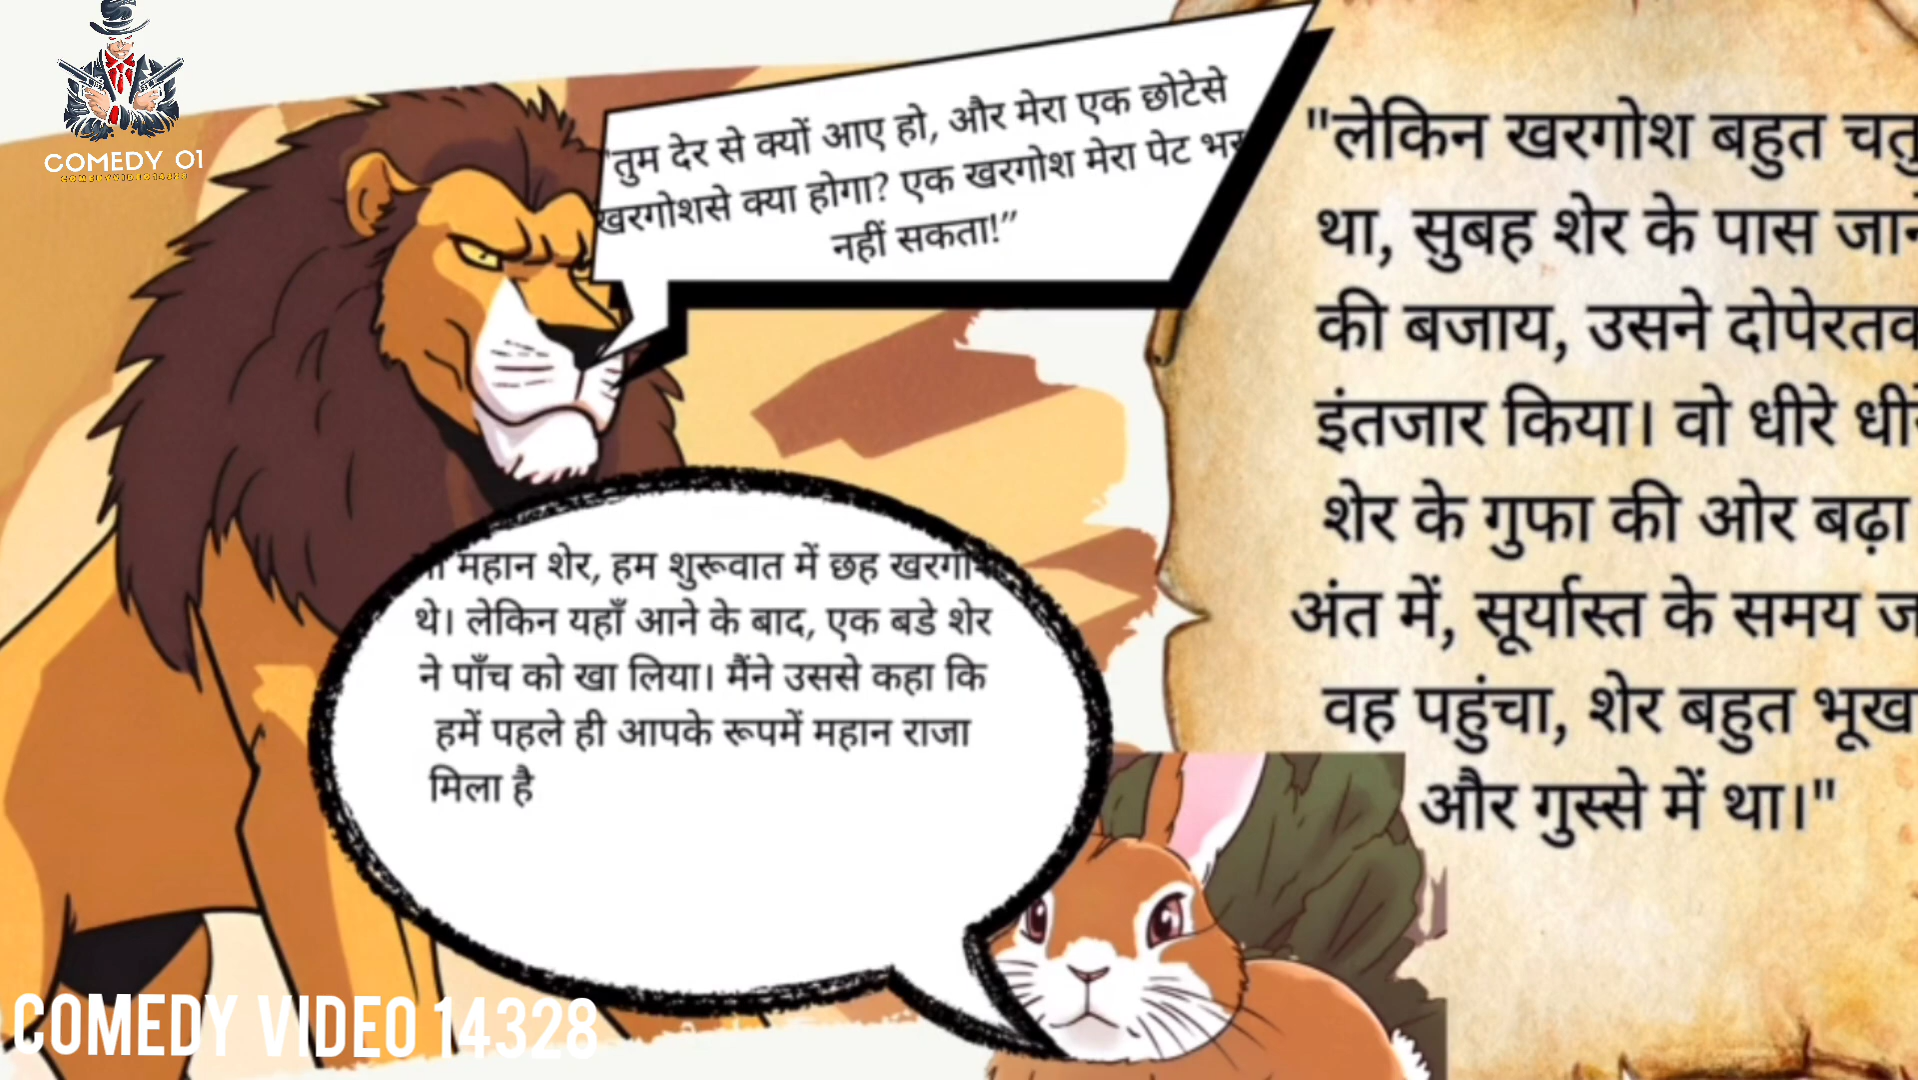 COMEDY 01
"तुम देर से क्यों आए हो, और मेरा एक छोटेसे
खरगोशसे क्या होगा? एक खरगोश मेरा पेट भर
नहीं सकता!”
महान शेर, हम शुरूवात में छह
थे। लेकिन यहाँ आने के बाद, एक बडे शेर
ने पाँच को खा लिया। मैंने उससे कहा कि
हमें पहले ही आपके रूपमें महान राजा
मिला है
"लेकिन खरगोश बहुत
था, सुबह शेर के पास
की बजाय, उसने
इंतजार किया। वो धीरे
शेर के गुफा की ओर बढ़ा
अंत में, सूर्यास्त के समय
वह पहुंचा, शेर बहुत
और गुस्से में था।"
COMEDY VIDEO 14328